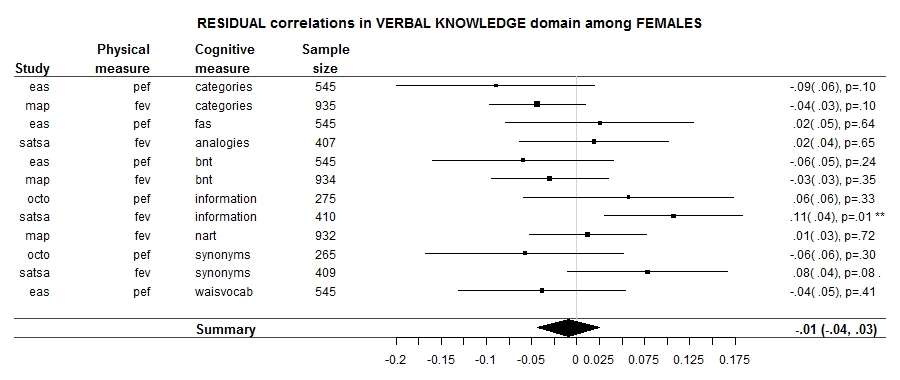 RESIDUAL correlations in VERBAL KNOWLEDGE domain among FEMALES
Physical Cognitive Sample
Study measure measure size
eas pef categories 545 -.09( .06), p=.10
map fev categories 935 -.04( .03), p=.10
eas pef fas 545 .02( .05), p=.64
satsa fev analogies 407 .02( .04), p=.65
eas pef bnt 545 -.06( .05), p=.24
map fev bnt 934 -.03( .03), p=.35
octo pef information 275 .06( .06), p=.33
satsa fev information 410 .11( .04), p=.01 **
map fev nart 932 .01( .03), p=.72
octo pef synonyms 265 -.06( .06), p=.30
satsa fev synonyms 409 .08( .04), p=.08 .
eas pef waisvocab 545 -.04( .05), p=.41
Summary -.01 (-.04, .03)
-0.2 -0.15 -0.1 -0.05 0 0.025 0.075 0.125 0.175